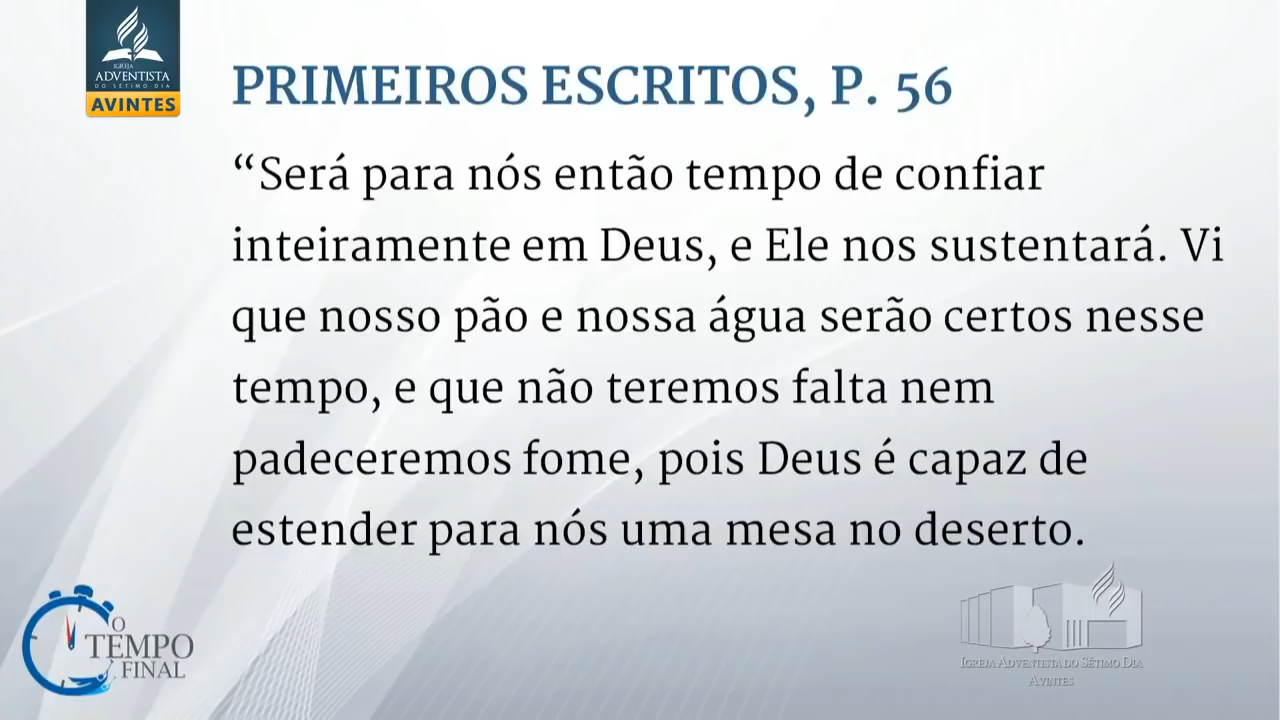 IGREJA
ADVENTISTA
DO SÉTIMO DIA
AVINTES
PRIMEIROS ESCRITOS, P. 56
“Será para nós então tempo de confiar
inteiramente em Deus, e Ele nos sustentará. Vi
que nosso pão e nossa água serão certos nesse
tempo, e que não teremos falta nem
padeceremos fome, pois Deus é capaz de
estender para nós uma mesa no deserto.
O
TEMPO
FINAL
IGREJA ADVENTISTA DO SÉTIMO DIA
AVINTES